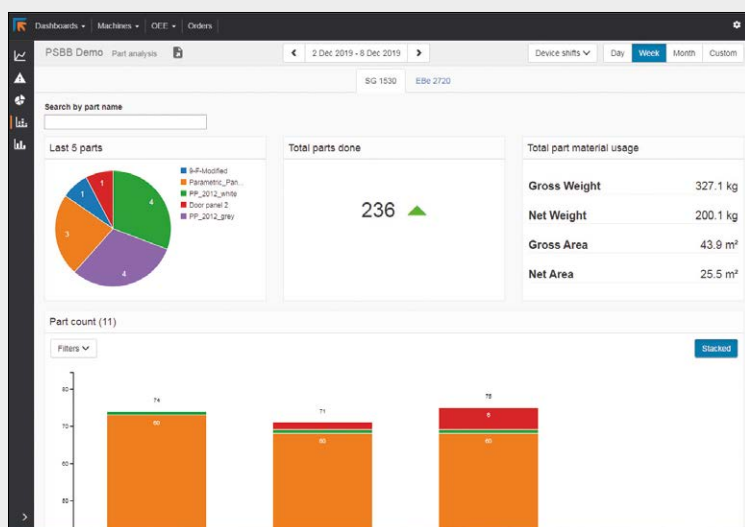 Dashboards Machines OEE Orders
PSBB Demo Part analysis 2 Dec 2019 - 8 Dec 2019 Device shifts Day Week Month Custom
SG 1530 EBe 2720
Search by part name
Last 5 parts
Total parts done
Total part material usage
1
4
4
3
1
9-F-Modified
Parametric_Pan...
PP_2012_white
Door panel 2
PP_2012_grey
236
Gross Weight 327.1 kg
Net Weight 200.1 kg
Gross Area 43.9 m²
Net Area 25.5 m²
Part count (11)
Filters Stacked
80
70
60
50
74
60
71
60
75
6
60